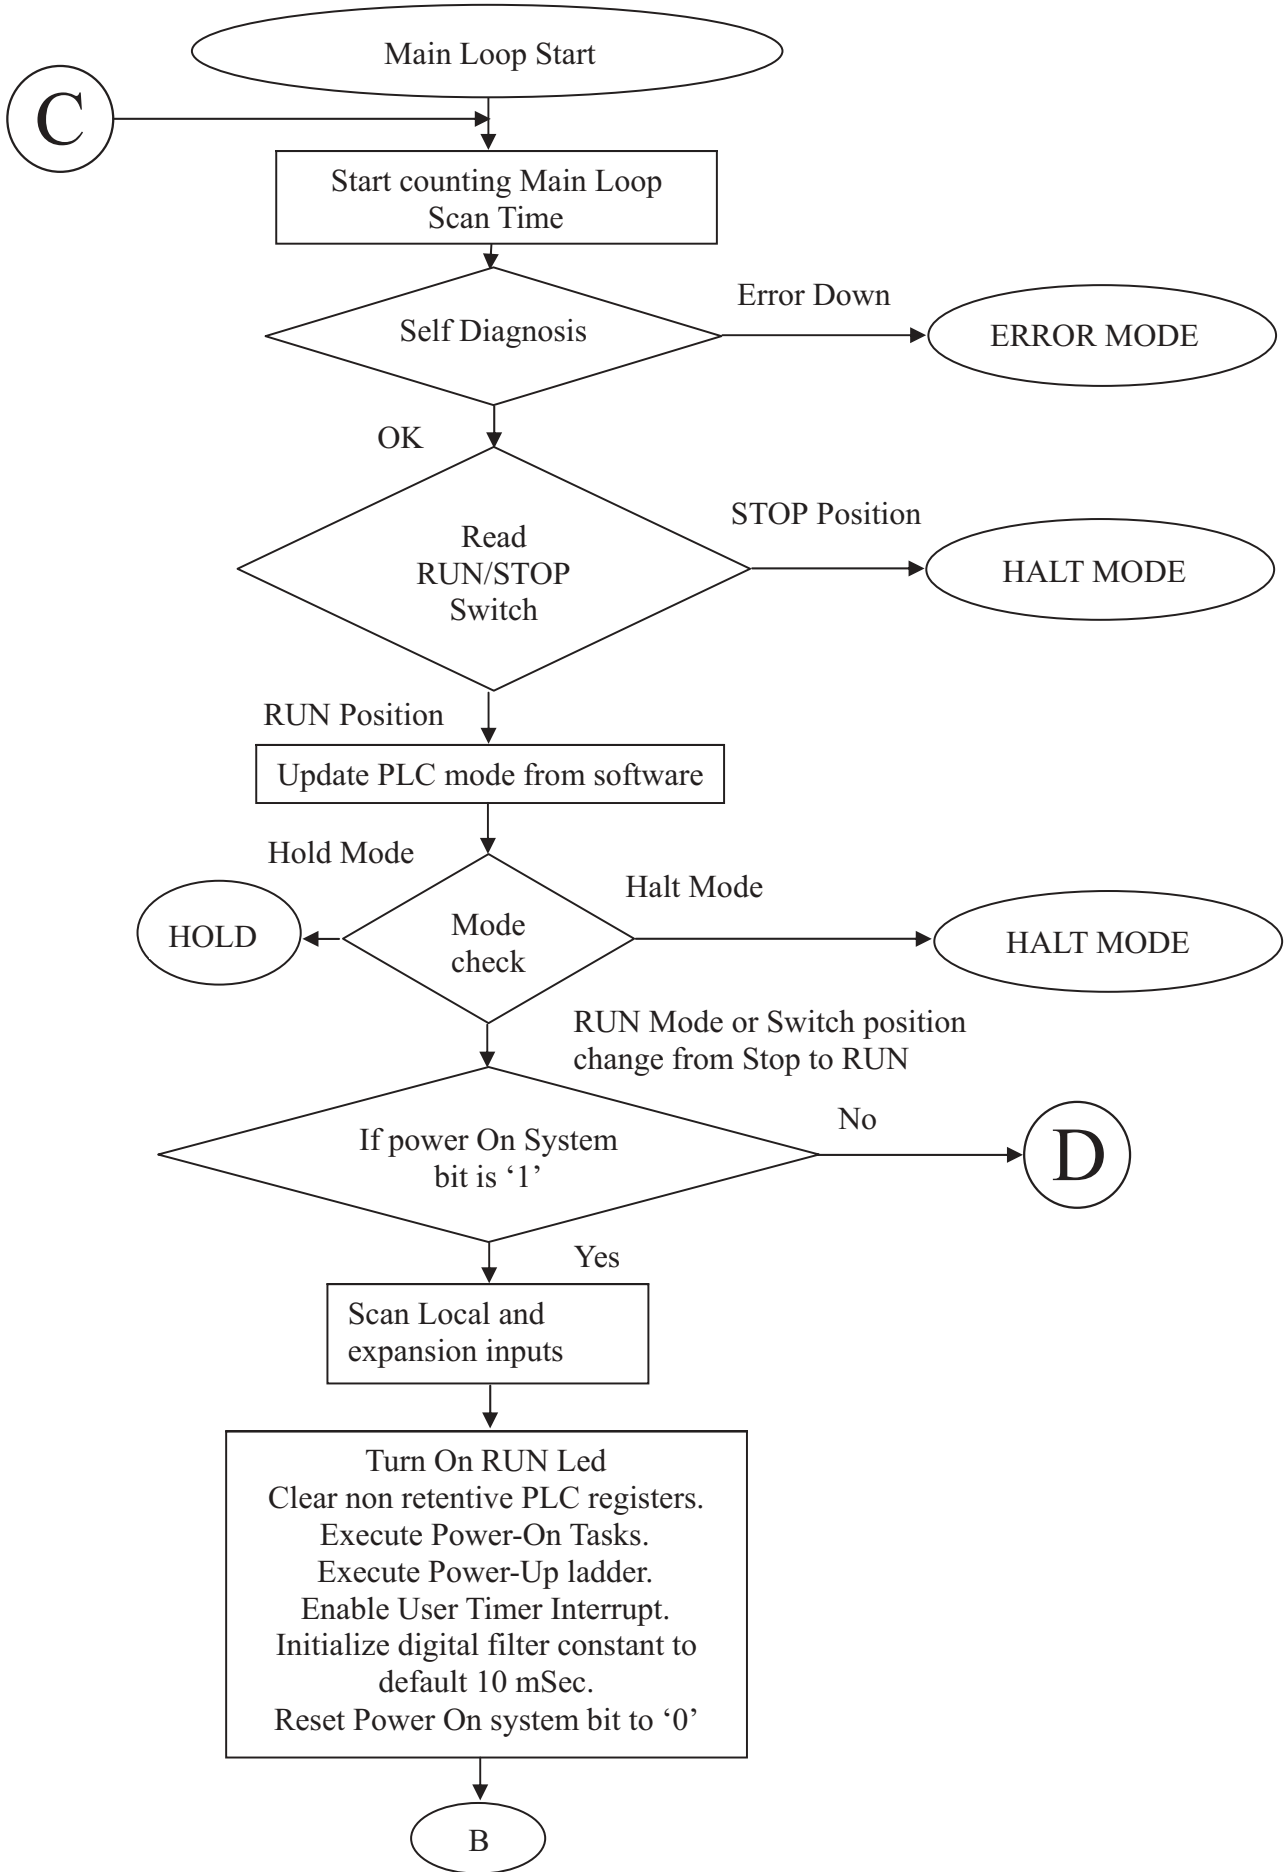 Main Loop Start
C
Start counting Main Loop
Scan Time
Error Down
Self Diagnosis
ERROR MODE
OK
STOP Position
Read
RUN/STOP
Switch
HALT MODE
RUN Position
Update PLC mode from software
Hold Mode
Halt Mode
HOLD
Mode
check
HALT MODE
RUN Mode or Switch position
change from Stop to RUN
No
If power On System
bit is ‘1’
D
Yes
Scan Local and
expansion inputs
Turn On RUN Led
Clear non retentive PLC registers.
Execute Power-On Tasks.
Execute Power-Up ladder.
Enable User Timer Interrupt.
Initialize digital filter constant to
default 10 mSec.
Reset Power On system bit to ‘0’
B